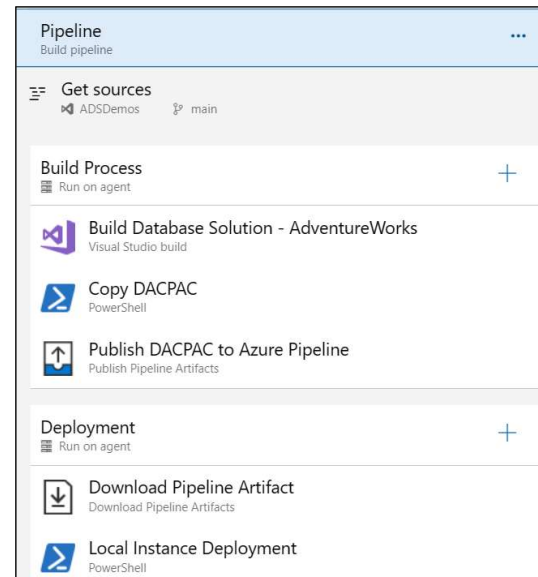 Pipeline
Build pipeline
Get sources
ADSDemos main
Build Process
Run on agent
Build Database Solution - AdventureWorks
Visual Studio build
Copy DACPAC
PowerShell
Publish DACPAC to Azure Pipeline
Publish Pipeline Artifacts
Deployment
Run on agent
Download Pipeline Artifact
Download Pipeline Artifacts
Local Instance Deployment
PowerShell